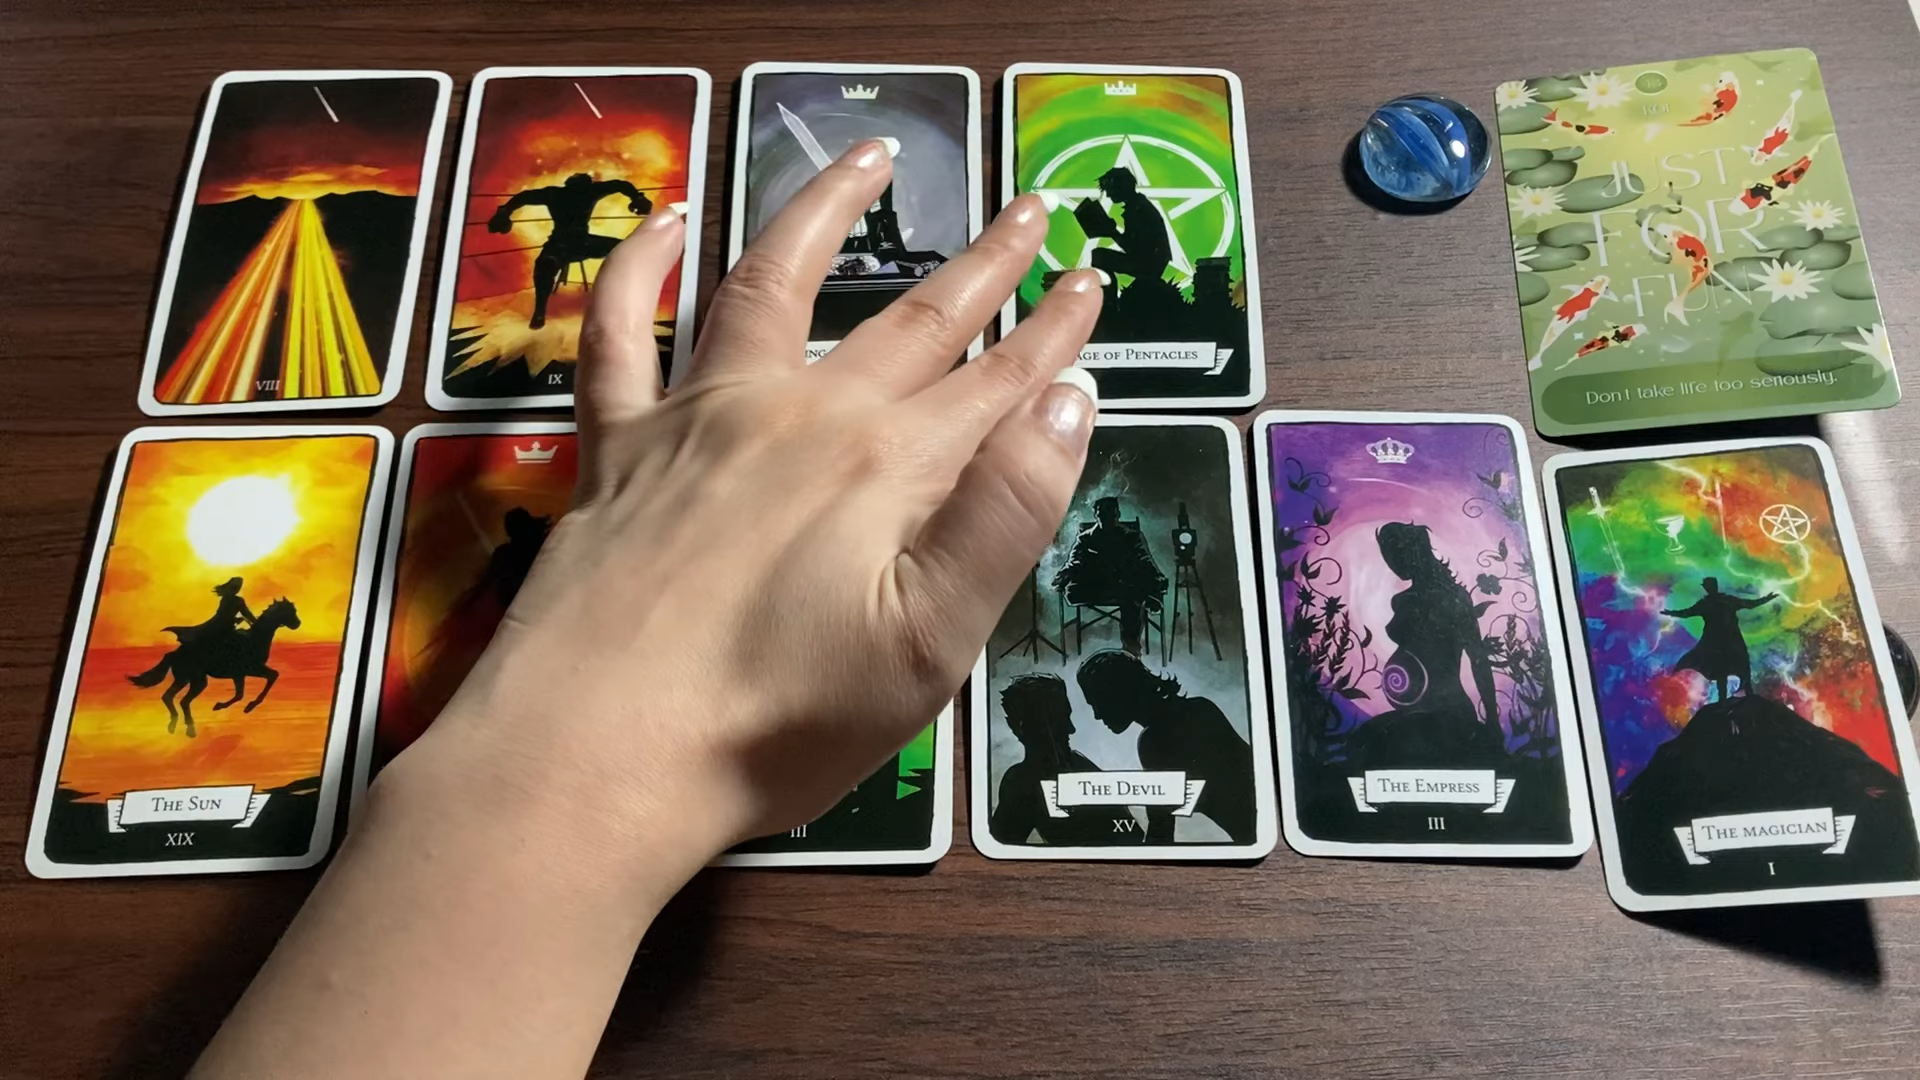 VIII
IX
AGE OF PENTACLES
KOI
JUST
FOR
FUN
Don't take life too seriously.
THE SUN
XIX
III
THE DEVIL
XV
THE EMPRESS
III
THE MAGICIAN
I